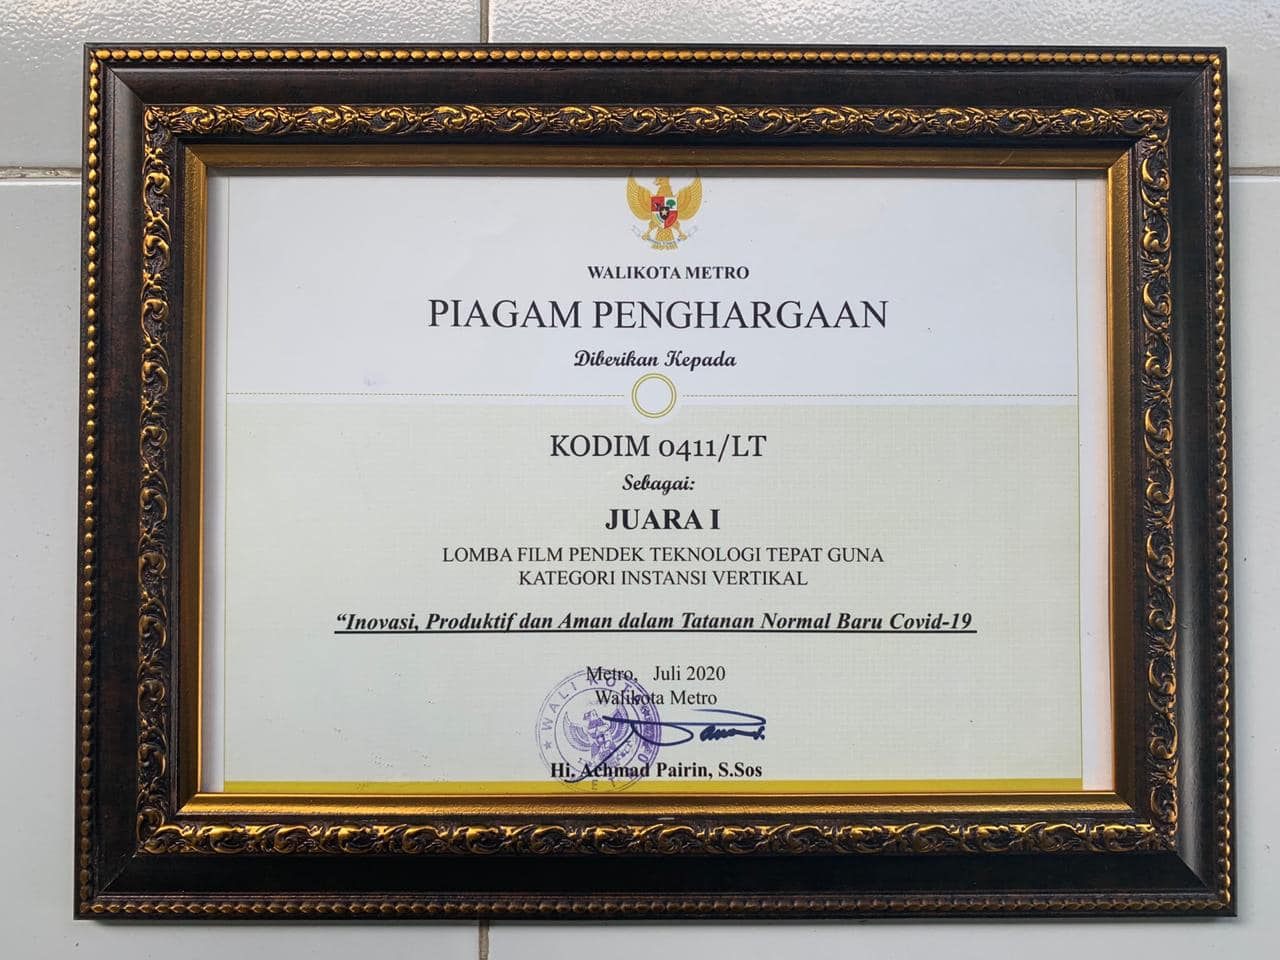 WALIKOTA METRO
PIAGAM PENGHARGAAN
Diberikan Kepada
KODIM 0411/LT
Sebagai:
JUARA I
LOMBA FILM PENDEK TEKNOLOGI TEPAT GUNA
KATEGORI INSTANSI VERTIKAL
“Inovasi, Produktif dan Aman dalam Tatanan Normal Baru Covid-19
Metro, Juli 2020
Walikota Metro
WALIKOTA
Hi. Achmad Pairin, S.Sos